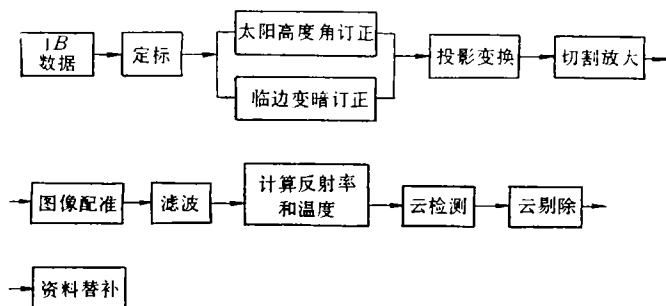 1B
数据
定标
太阳高度角订正
临边变暗订正
投影变换
切割放大
图像配准
滤波
计算反射率
和温度
云检测
云剔除
资料替补